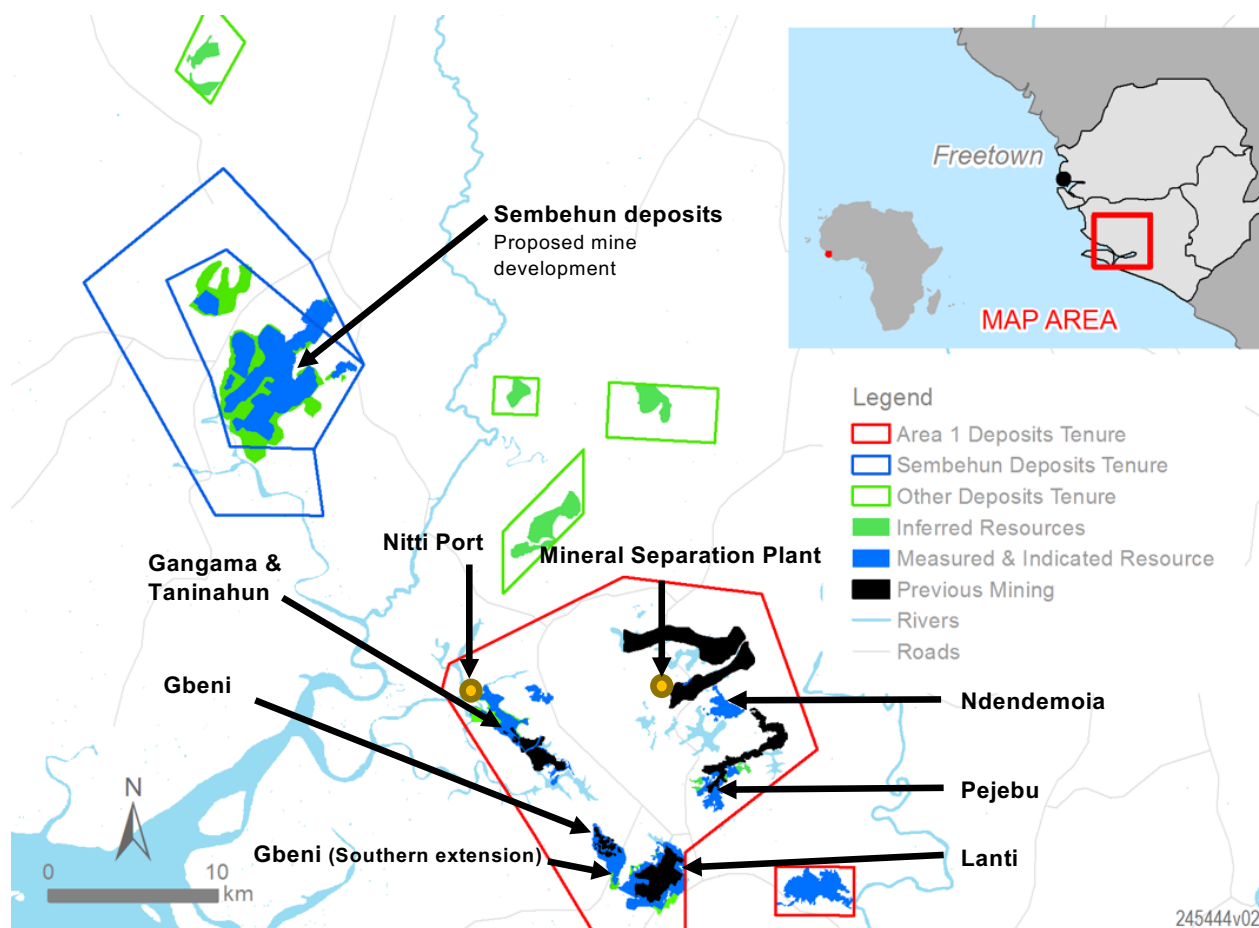 Freetown
MAP AREA
Sembehun deposits
Proposed mine
development
Legend
Area 1 Deposits Tenure
Sembehun Deposits Tenure
Other Deposits Tenure
Inferred Resources
Measured & Indicated Resource
Previous Mining
Rivers
Roads
Nitti Port
Mineral Separation Plant
Gangama &
Taninahun
Gbeni
Ndendemoia
Pejebu
Gbeni (Southern extension)
Lanti
N
0 10
km
245444v02